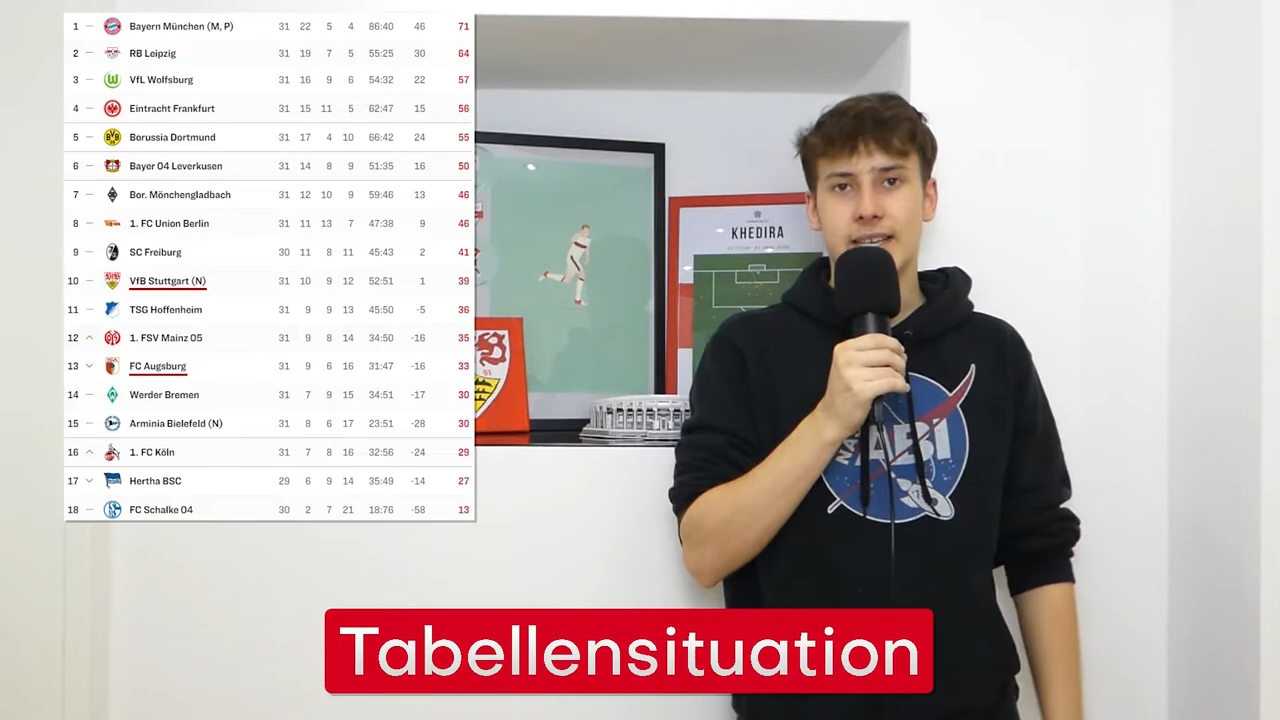 1 — Bayern München (M, P) 31 22 5 4 86:40 46 71
2 — RB Leipzig 31 19 7 5 55:25 30 64
3 — VfL Wolfsburg 31 16 9 6 54:32 22 57
4 — Eintracht Frankfurt 31 15 11 5 62:47 15 56
5 — Borussia Dortmund 31 17 4 10 66:42 24 55
6 — Bayer 04 Leverkusen 31 14 8 9 51:35 16 50
7 — Bor. Mönchengladbach 31 12 10 9 59:46 13 46
8 — 1. FC Union Berlin 31 11 13 7 47:38 9 46
9 — SC Freiburg 30 11 8 11 45:43 2 41
10 — VfB Stuttgart (N) 31 10 9 12 52:51 1 39
11 — TSG Hoffenheim 31 9 9 13 45:50 -5 36
12 1. FSV Mainz 05 31 9 8 14 34:50 -16 35
13 FC Augsburg 31 9 6 16 31:47 -16 33
14 — Werder Bremen 31 7 9 15 34:51 -17 30
15 — Arminia Bielefeld (N) 31 8 6 17 23:51 -28 30
16 1. FC Köln 31 7 8 16 32:56 -24 29
17 Hertha BSC 29 6 9 14 35:49 -14 27
18 — FC Schalke 04 30 2 7 21 18:76 -58 13
KHEDIRA
NA
ABI
Tabellensituation